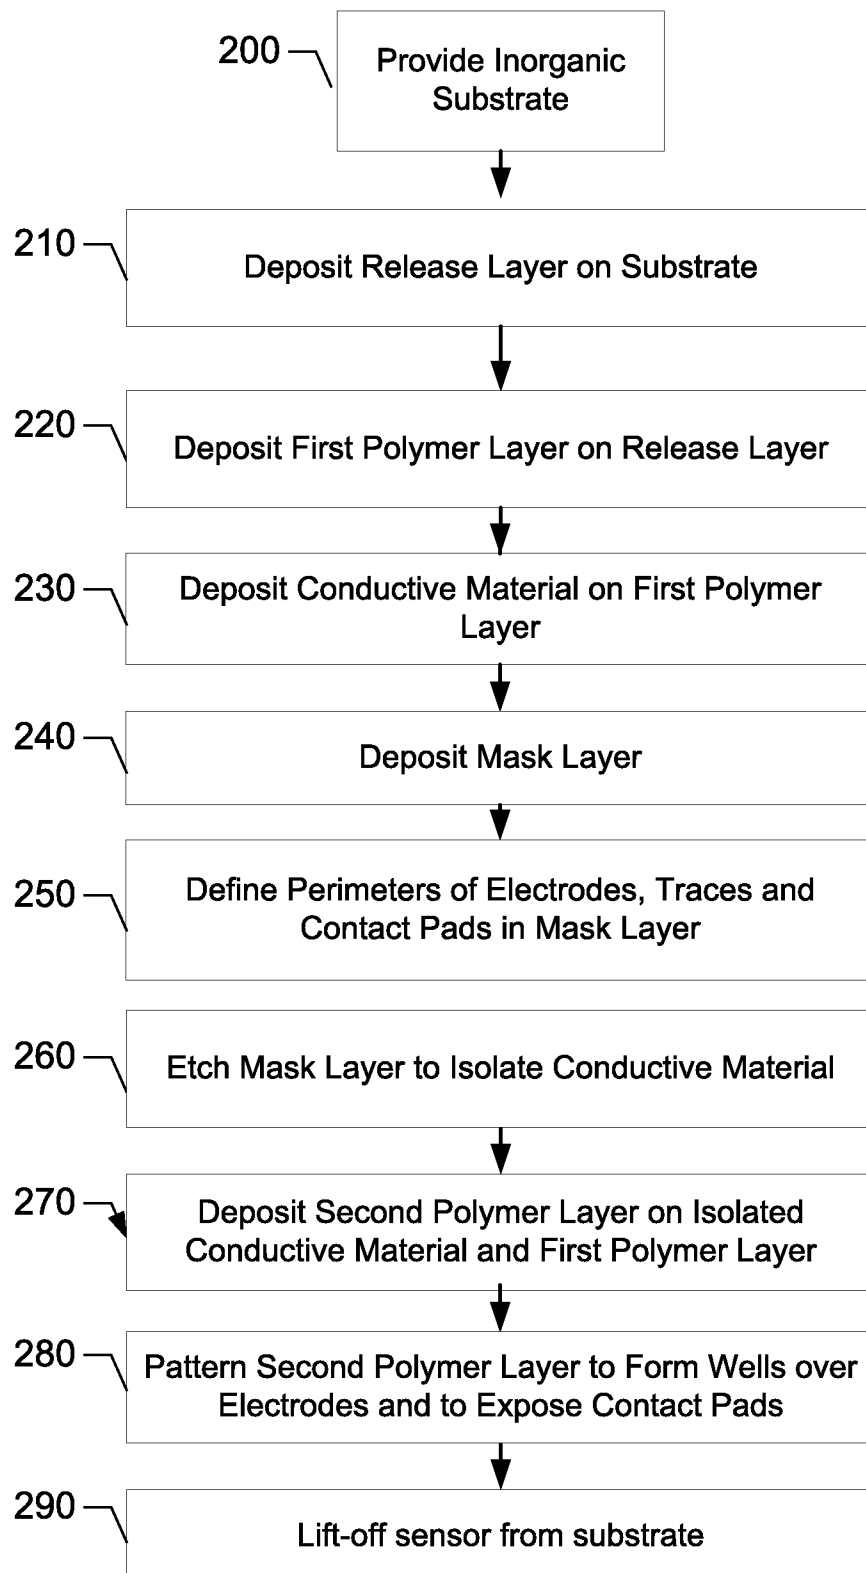 200
Provide Inorganic
Substrate
210
Deposit Release Layer on Substrate
220
Deposit First Polymer Layer on Release Layer
230
Deposit Conductive Material on First Polymer
Layer
240
Deposit Mask Layer
250
Define Perimeters of Electrodes, Traces and
Contact Pads in Mask Layer
260
Etch Mask Layer to Isolate Conductive Material
270
Deposit Second Polymer Layer on Isolated
Conductive Material and First Polymer Layer
280
Pattern Second Polymer Layer to Form Wells over
Electrodes and to Expose Contact Pads
290
Lift-off sensor from substrate